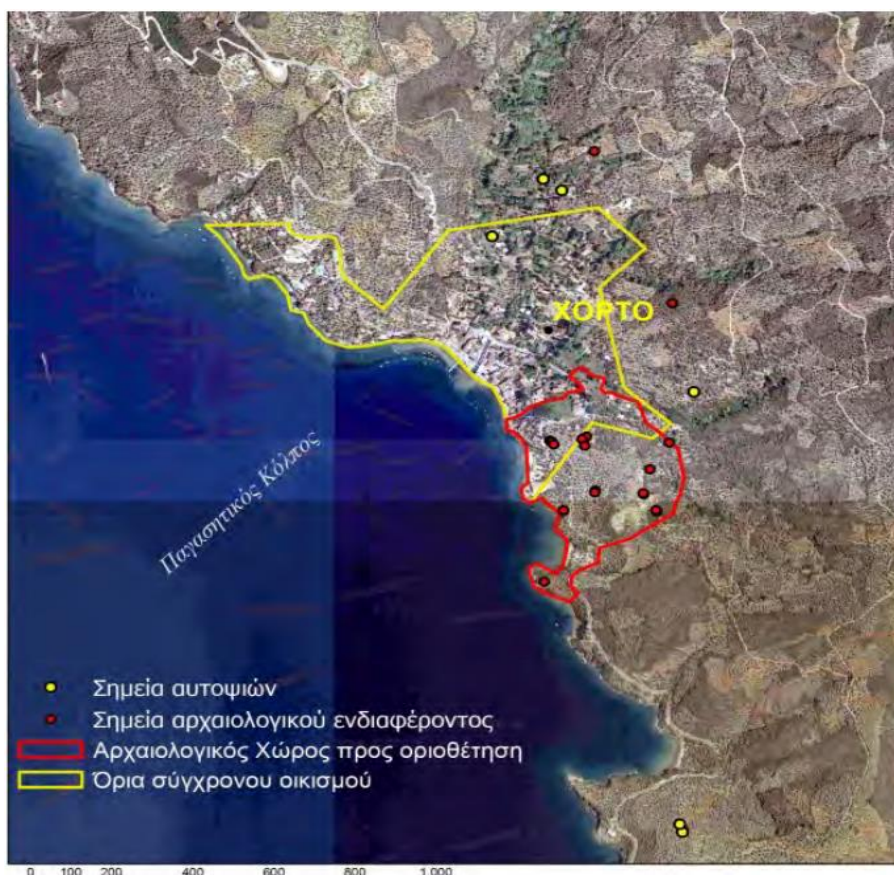 ΧΟΡΤΟ
Παγασητικός Κόλπος
Σημεία αυτοψιών
Σημεία αρχαιολογικού ενδιαφέροντος
Αρχαιολογικός Χώρος προς οριοθέτηση
Όρια σύγχρονου οικισμού
0 100 200 400 600 800 1.000